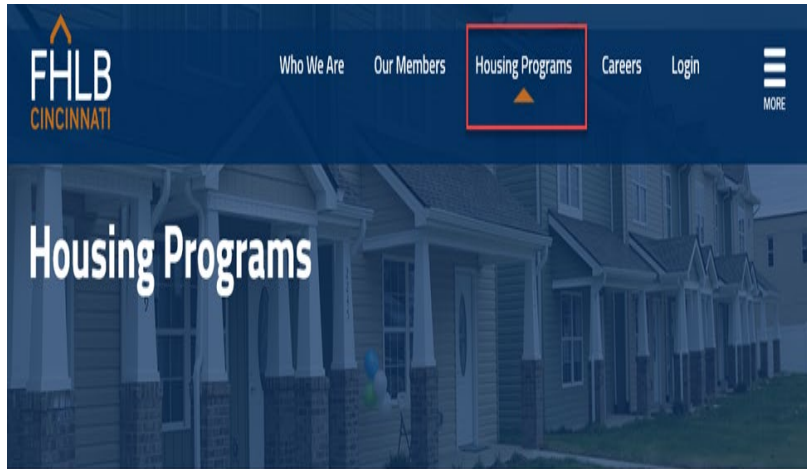 FHLB
CINCINNATI
Who We Are Our Members Housing Programs Careers Login
MORE
Housing Programs